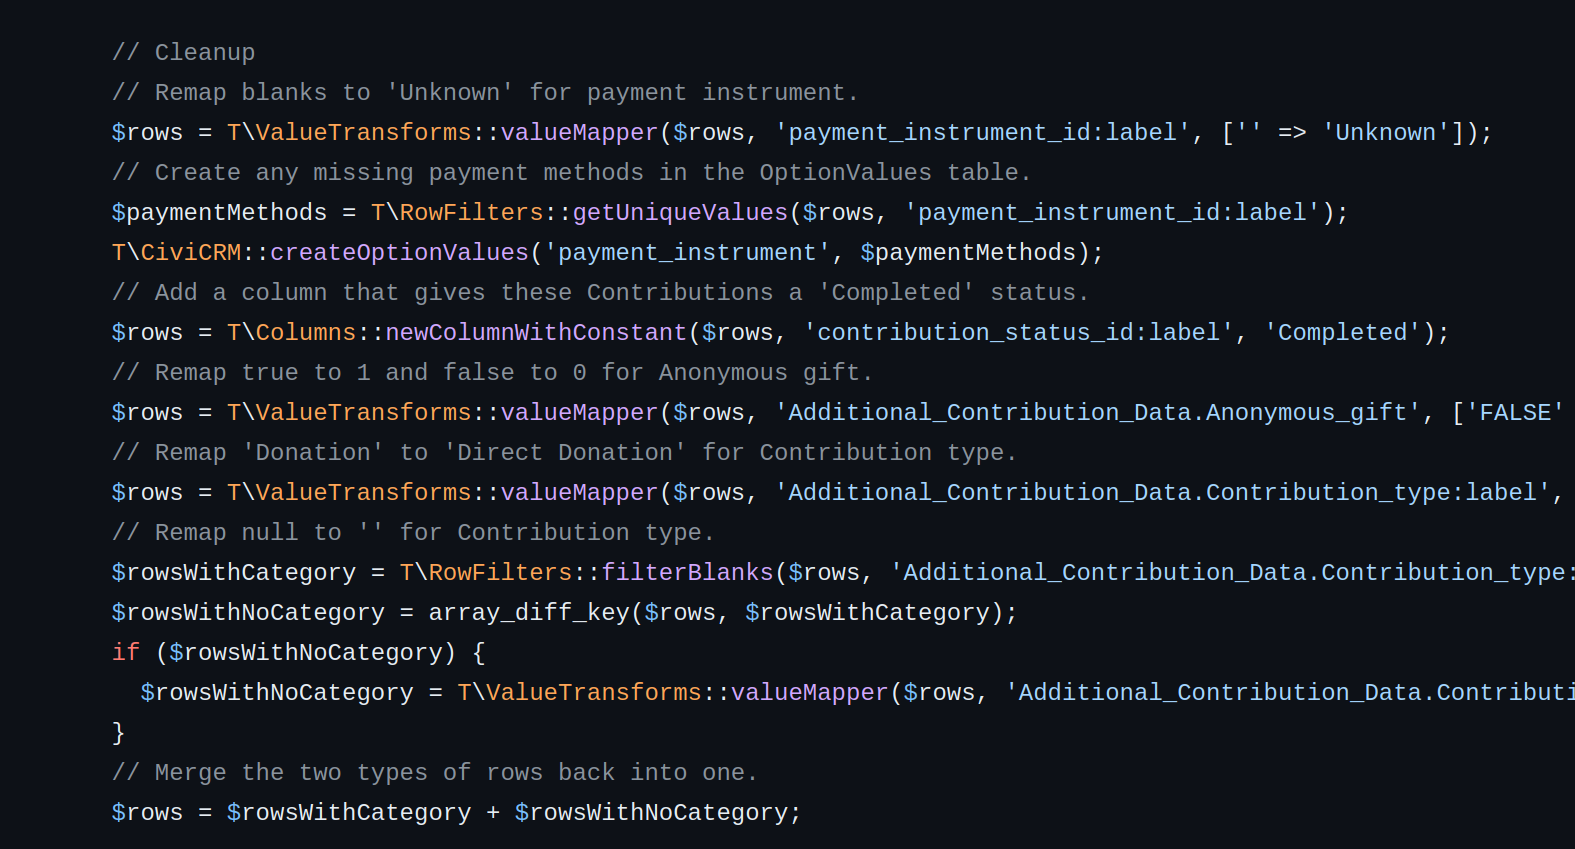 // Cleanup
// Remap blanks to 'Unknown' for payment instrument.
$rows = T\ValueTransforms::valueMapper($rows, 'payment_instrument_id:label', ['' => 'Unknown']);
// Create any missing payment methods in the OptionValues table.
$paymentMethods = T\RowFilters::getUniqueValues($rows, 'payment_instrument_id:label');
T\CiviCRM::createOptionValues('payment_instrument', $paymentMethods);
// Add a column that gives these Contributions a 'Completed' status.
$rows = T\Columns::newColumnWithConstant($rows, 'contribution_status_id:label', 'Completed');
// Remap true to 1 and false to 0 for Anonymous gift.
$rows = T\ValueTransforms::valueMapper($rows, 'Additional_Contribution_Data.Anonymous_gift', ['FALSE'
// Remap 'Donation' to 'Direct Donation' for Contribution type.
$rows = T\ValueTransforms::valueMapper($rows, 'Additional_Contribution_Data.Contribution_type:label',
// Remap null to '' for Contribution type.
$rowsWithCategory = T\RowFilters::filterBlanks($rows, 'Additional_Contribution_Data.Contribution_type:
$rowsWithNoCategory = array_diff_key($rows, $rowsWithCategory);
if ($rowsWithNoCategory) {
  $rowsWithNoCategory = T\ValueTransforms::valueMapper($rows, 'Additional_Contribution_Data.Contributi
}
// Merge the two types of rows back into one.
$rows = $rowsWithCategory + $rowsWithNoCategory;